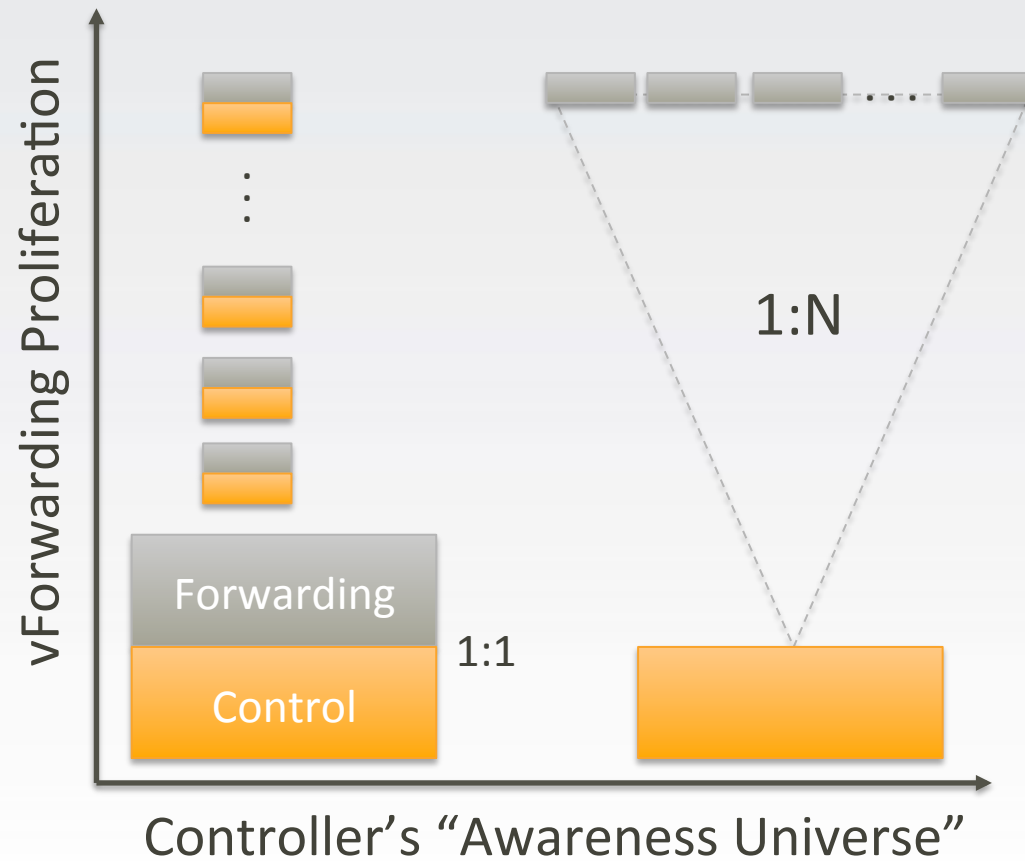 vForwarding Proliferation
. . .
. . .
1:N
Forwarding
1:1
Control
Controller’s “Awareness Universe”